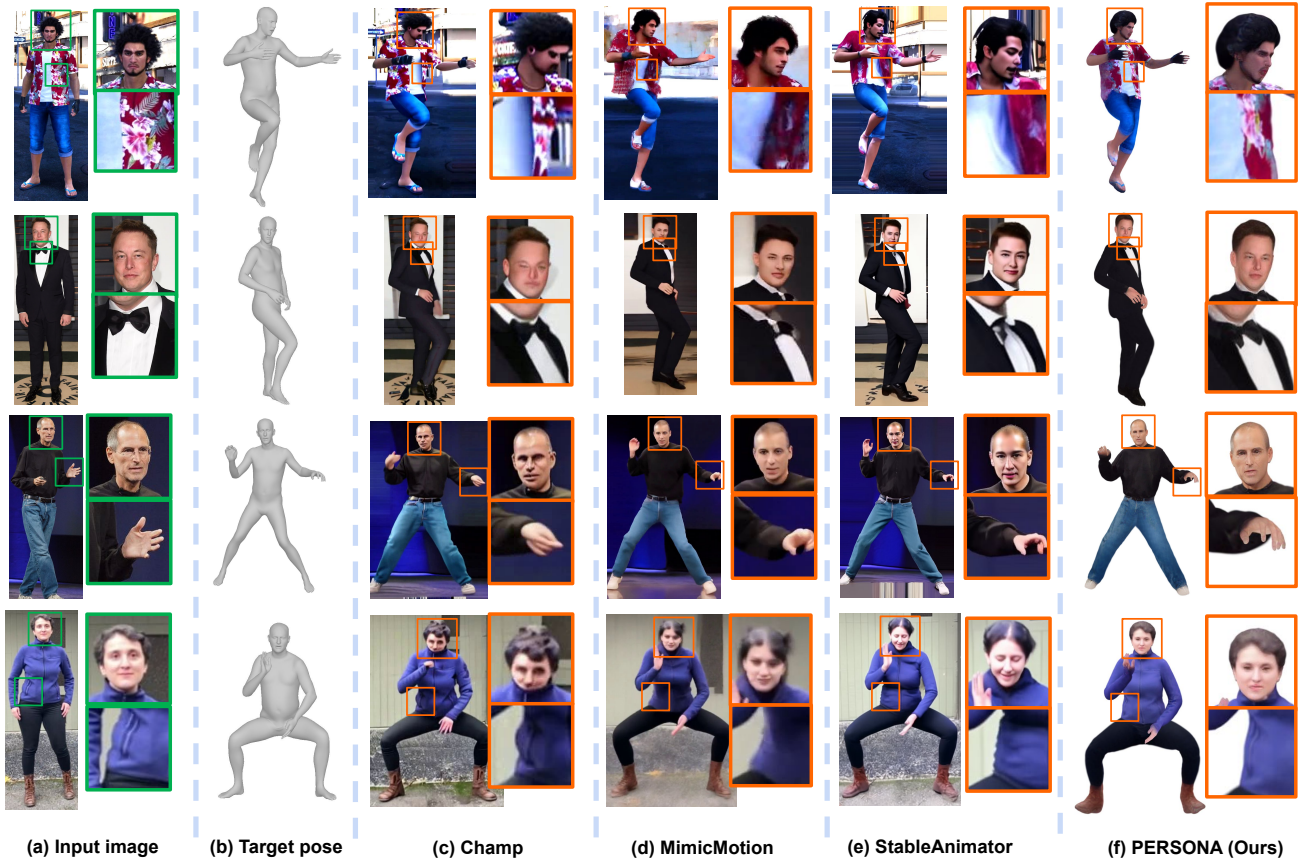 (a) Input image
(b) Target pose
(c) Champ
(d) MimicMotion
(e) StableAnimator
(f) PERSONA (Ours)